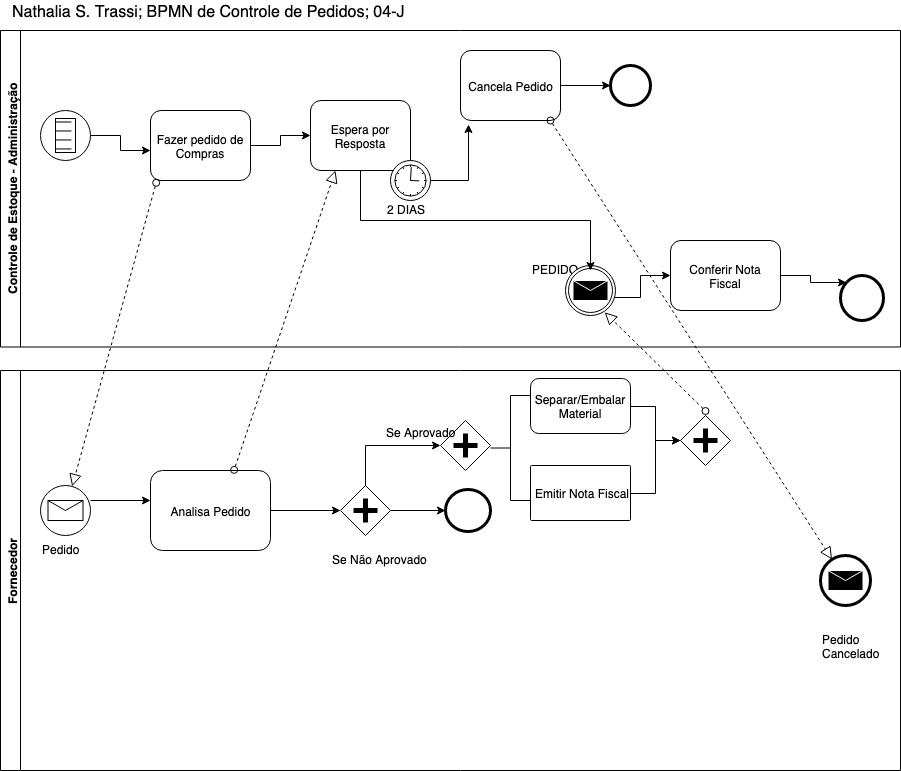 Nathalia S. Trassi; BPMN de Controle de Pedidos; 04-J
Controle de Estoque - Administração
Cancela Pedido
Fazer pedido de
Compras
Espera por
Resposta
2 DIAS
PEDIDO
Conferir Nota
Fiscal
Fornecedor
Separar/Embalar
Material
Se Aprovado
Emitir Nota Fiscal
Analisa Pedido
Pedido
Se Não Aprovado
Pedido
Cancelado